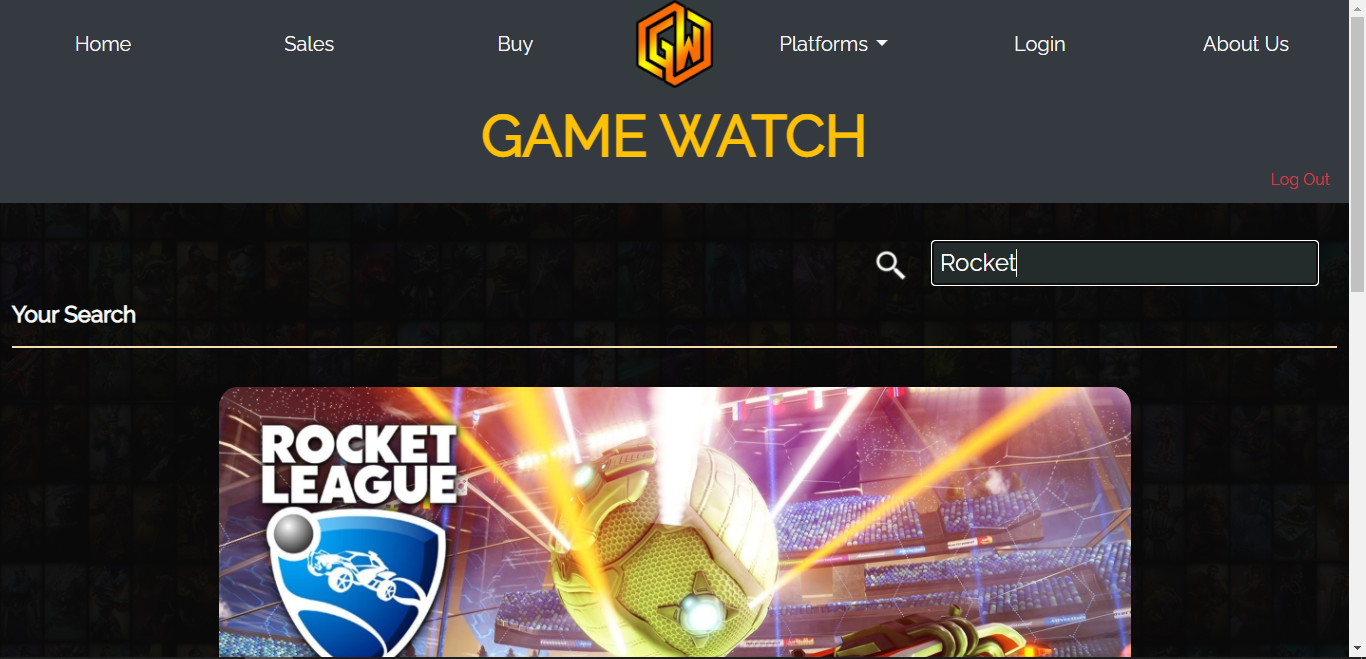 Home
Sales
Buy
GW
Platforms
Login
About Us
GAME WATCH
Log Out
Rocket
Your Search
ROCKET
LEAGUE